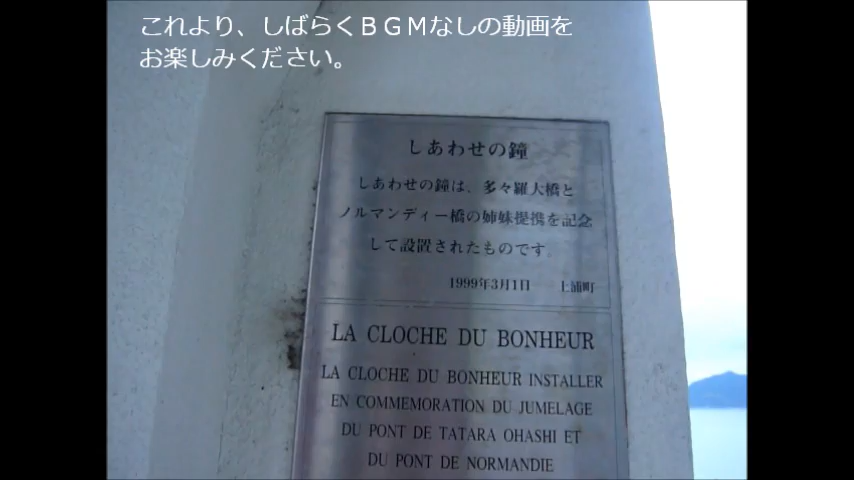 これより、しばらくＢＧＭなしの動画を
お楽しみください。
しあわせの鐘
しあわせの鐘は、多々羅大橋と
ノルマンディー橋の姉妹提携を記念
して設置されたものです。
1999年3月1日　上浦町
LA CLOCHE DU BONHEUR
LA CLOCHE DU BONHEUR INSTALLER
EN COMMEMORATION DU JUMELAGE
DU PONT DE TATARA OHASHI ET
DU PONT DE NORMANDIE